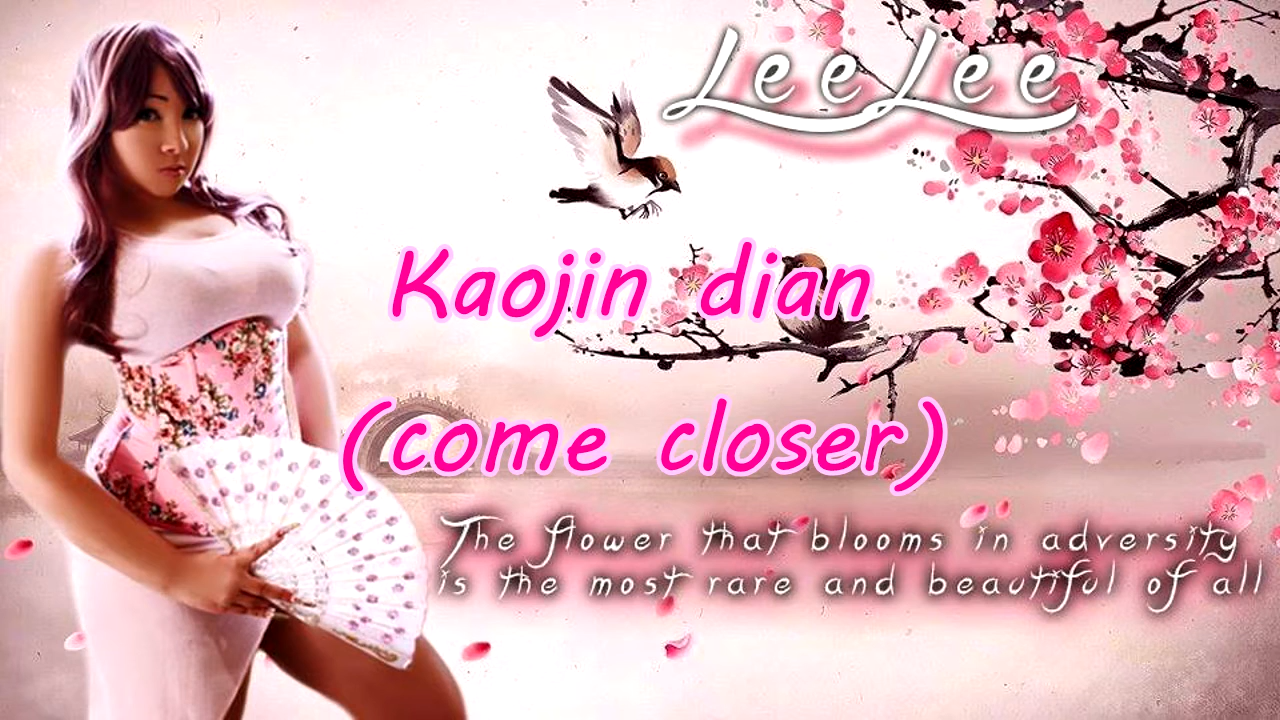 LeeLee
Kaojin dian
(come closer)
The flower that blooms in adversity
is the most rare and beautiful of all